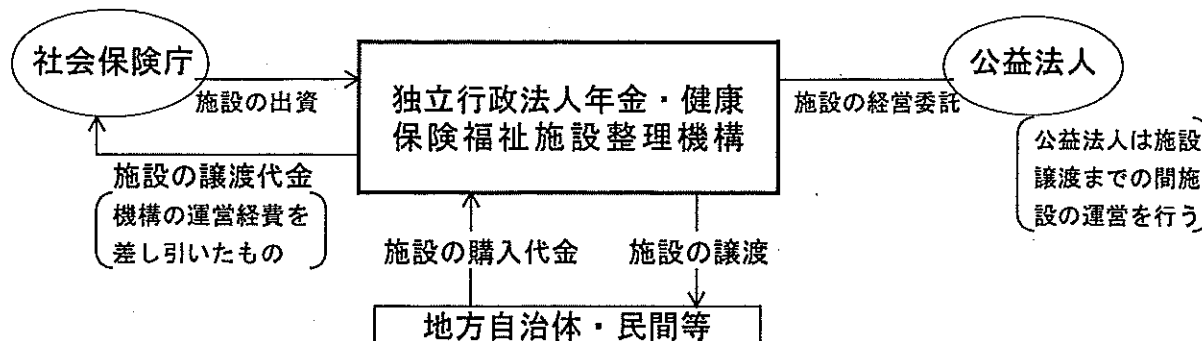 社会保険庁
施設の出資
独立行政法人年金・健康
保険福祉施設整理機構
施設の経営委託
公益法人
公益法人は施設
譲渡までの間施
設の運営を行う
施設の譲渡代金
機構の運営経費を
差し引いたもの
施設の購入代金
施設の譲渡
地方自治体・民間等